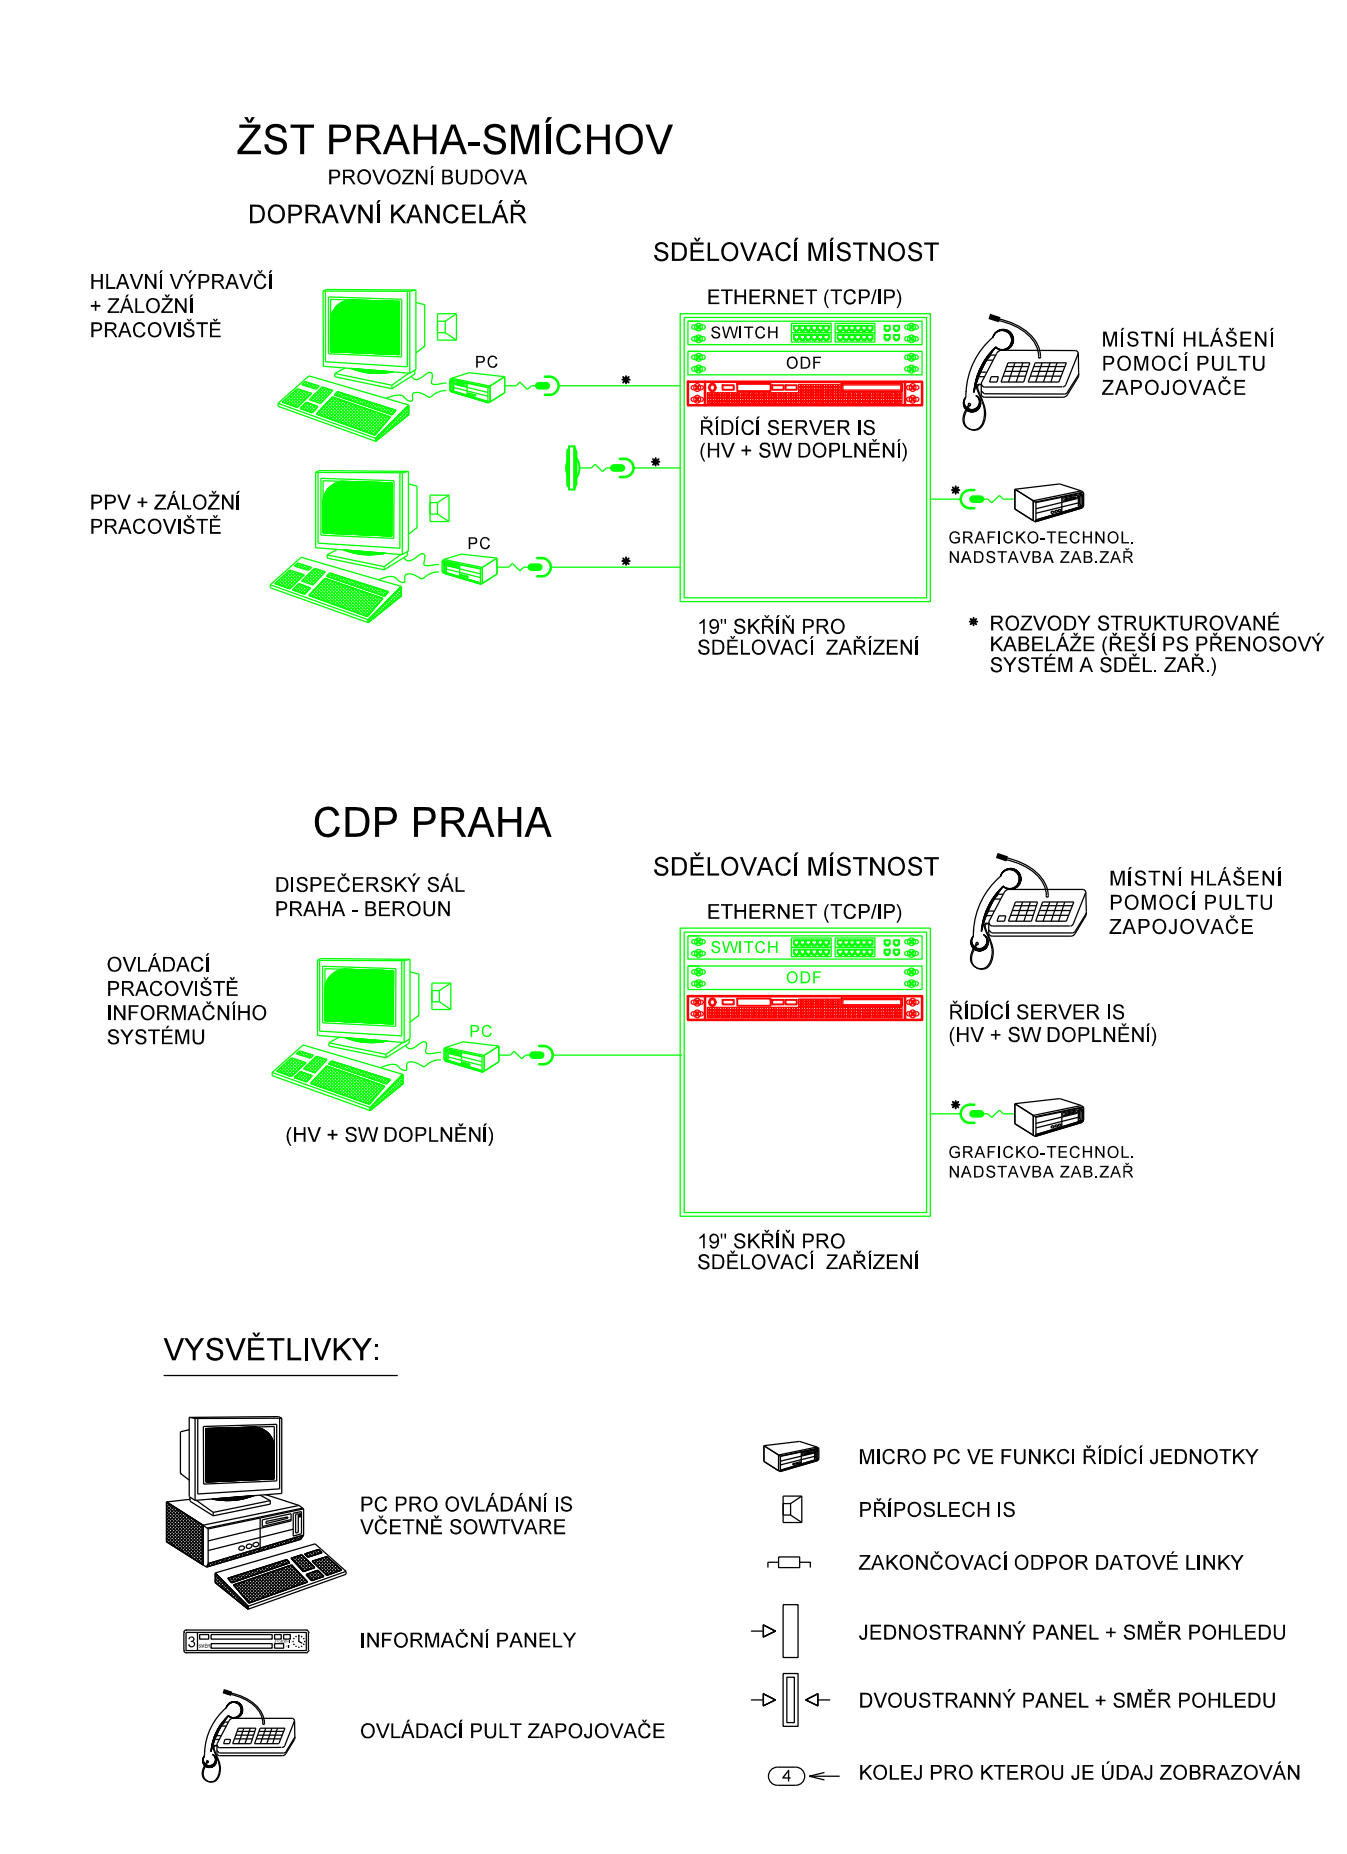 ŽST PRAHA-SMÍCHOV
PROVOZNÍ BUDOVA
DOPRAVNÍ KANCELÁŘ
SDĚLOVACÍ MÍSTNOST
HLAVNÍ VÝPRAVČÍ
+ ZÁLOŽNÍ
PRACOVIŠTĚ
PC
ETHERNET (TCP/IP)
SWITCH
ODF
ŘÍDÍCÍ SERVER IS
(HV + SW DOPLNĚNÍ)
MÍSTNÍ HLÁŠENÍ
POMOCÍ PULTU
ZAPOJOVAČE
*
*
PPV + ZÁLOŽNÍ
PRACOVIŠTĚ
PC
*
*
GRAFICKO-TECHNOL.
NADSTAVBA ZAB.ZAŘ
19" SKŘÍŇ PRO
SDĚLOVACÍ ZAŘÍZENÍ
* ROZVODY STRUKTUROVANÉ
KABELÁŽE (ŘEŠÍ PS PŘENOSOVÝ
SYSTÉM A SDĚL. ZAŘ.)
CDP PRAHA
SDĚLOVACÍ MÍSTNOST
DISPEČERSKÝ SÁL
PRAHA - BEROUN
ETHERNET (TCP/IP)
SWITCH
ODF
MÍSTNÍ HLÁŠENÍ
POMOCÍ PULTU
ZAPOJOVAČE
OVLÁDACÍ
PRACOVIŠTĚ
INFORMAČNÍHO
SYSTÉMU
PC
(HV + SW DOPLNĚNÍ)
ŘÍDÍCÍ SERVER IS
(HV + SW DOPLNĚNÍ)
*
GRAFICKO-TECHNOL.
NADSTAVBA ZAB.ZAŘ
19" SKŘÍŇ PRO
SDĚLOVACÍ ZAŘÍZENÍ
VYSVĚTLIVKY:
PC PRO OVLÁDÁNÍ IS
VČETNĚ SOWTVARE
3
INFORMAČNÍ PANELY
OVLÁDACÍ PULT ZAPOJOVAČE
MICRO PC VE FUNKCI ŘÍDÍCÍ JEDNOTKY
PŘÍPOSLECH IS
ZAKONČOVACÍ ODPOR DATOVÉ LINKY
JEDNOSTRANNÝ PANEL + SMĚR POHLEDU
DVOUSTRANNÝ PANEL + SMĚR POHLEDU
4
KOLEJ PRO KTEROU JE ÚDAJ ZOBRAZOVÁN